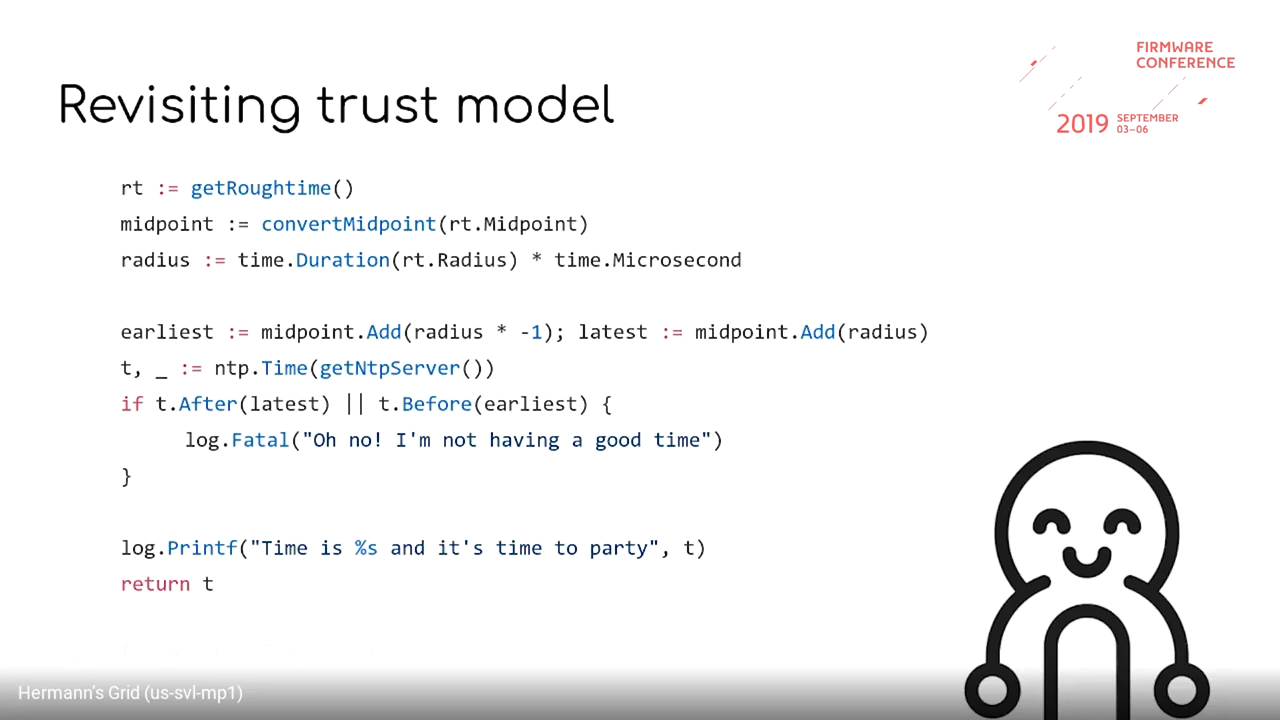 FIRMWARE
CONFERENCE
2019 SEPTEMBER
03–06
Revisiting trust model
rt := getRoughtime()
midpoint := convertMidpoint(rt.Midpoint)
radius := time.Duration(rt.Radius) * time.Microsecond
earliest := midpoint.Add(radius * -1); latest := midpoint.Add(radius)
t, _ := ntp.Time(getNtpServer())
if t.After(latest) || t.Before(earliest) {
log.Fatal("Oh no! I'm not having a good time")
}
log.Printf("Time is %s and it's time to party", t)
return t
Hermann's Grid (us-svl-mp1)